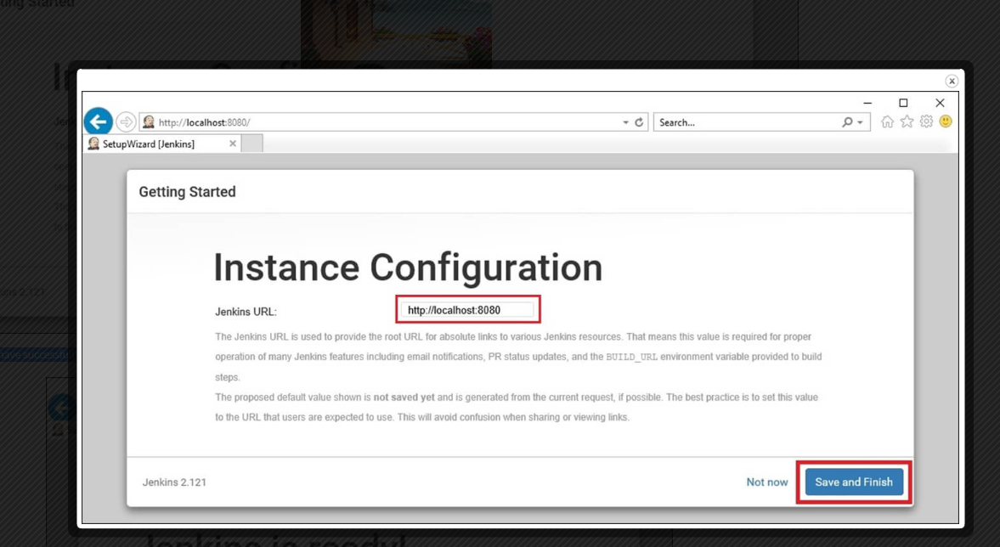 ting Started
http://localhost:8080/
Search...
SetupWizard [Jenkins]
Getting Started
Instance Configuration
Jenkins URL:
http://localhost:8080
The Jenkins URL is used to provide the root URL for absolute links to various Jenkins resources. That means this value is required for proper
operation of many Jenkins features including email notifications, PR status updates, and the BUILD_URL environment variable provided to build
steps.
The proposed default value shown is not saved yet and is generated from the current request, if possible. The best practice is to set this value
to the URL that users are expected to use. This will avoid confusion when sharing or viewing links.
Jenkins 2.121
Not now
Save and Finish
Jenkins is ready!